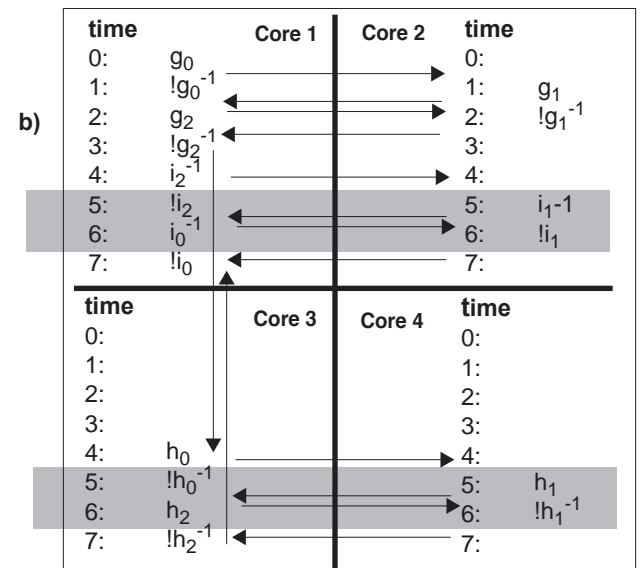 b)
time Core 1 Core 2 time
0: g0 0:
1: !g0-1 1: g1
2: g2 2: !g1-1
3: !g2-1 3:
4: i2-1 4:
5: !i2 5: i1-1
6: i0-1 6: !i1
7: !i0 7:
time Core 3 Core 4 time
0: 0:
1: 1:
2: 2:
3: 3:
4: h0 4:
5: !h0-1 5: h1
6: h2 6: !h1-1
7: !h2-1 7: